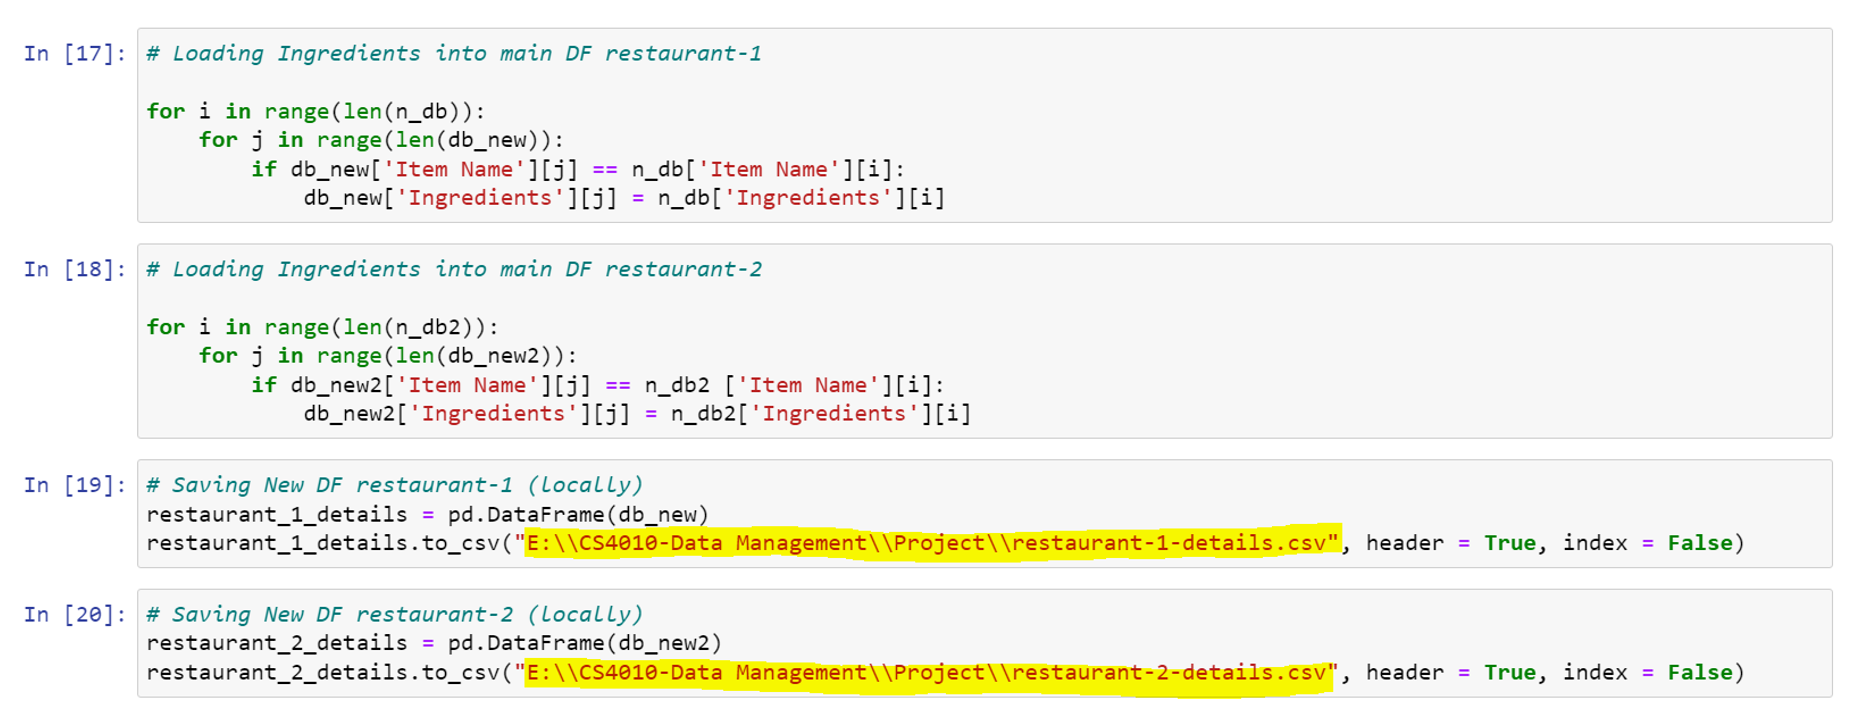 In [17]: # Loading Ingredients into main DF restaurant-1
for i in range(len(n_db)):
    for j in range(len(db_new)):
        if db_new['Item Name'][j] == n_db['Item Name'][i]:
            db_new['Ingredients'][j] = n_db['Ingredients'][i]
In [18]: # Loading Ingredients into main DF restaurant-2
for i in range(len(n_db2)):
    for j in range(len(db_new2)):
        if db_new2['Item Name'][j] == n_db2 ['Item Name'][i]:
            db_new2['Ingredients'][j] = n_db2['Ingredients'][i]
In [19]: # Saving New DF restaurant-1 (locally)
restaurant_1_details = pd.DataFrame(db_new)
restaurant_1_details.to_csv("E:\\CS4010-Data Management\\Project\\restaurant-1-details.csv", header = True, index = False)
In [20]: # Saving New DF restaurant-2 (locally)
restaurant_2_details = pd.DataFrame(db_new2)
restaurant_2_details.to_csv("E:\\CS4010-Data Management\\Project\\restaurant-2-details.csv", header = True, index = False)